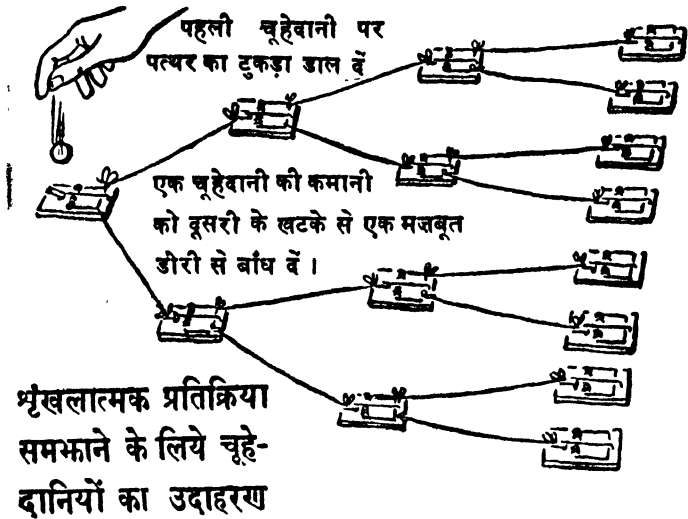 पहली चूहेदानी पर
पत्थर का टुकड़ा डाल दें
एक चूहेदानी की कमानी
को दूसरी के खटके से एक मजबूत
डोरी से बाँध दें ।
शृंखलात्मक प्रतिक्रिया
समझाने के लिये चूहे-
दानियों का उदाहरण